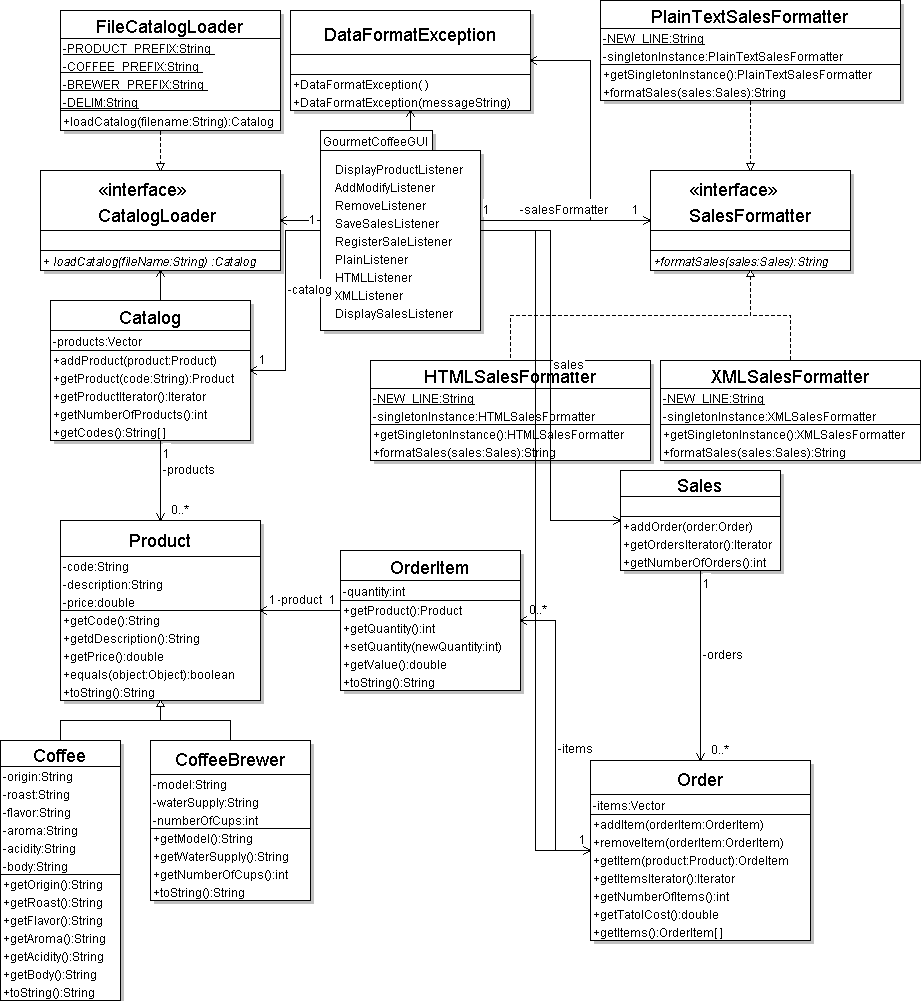 FileCatalogLoader
-PRODUCT_PREFIX:String
-COFFEE_PREFIX:String
-BREWER_PREFIX:String
-DELIM:String
+loadCatalog(filename:String):Catalog
DataFormatException
+DataFormatException( )
+DataFormatException(messageString)
PlainTextSalesFormatter
-NEW_LINE:String
-singletonInstance:PlainTextSalesFormatter
+getSingletonInstance():PlainTextSalesFormatter
+formatSales(sales:Sales):String
«interface»
CatalogLoader
+ loadCatalog(fileName:String) :Catalog
GourmetCoffeeGUI
DisplayProductListener
AddModifyListener
RemoveListener
SaveSalesListener
RegisterSaleListener
PlainListener
HTMLListener
XMLListener
DisplaySalesListener
1
1
-salesFormatter
1
«interface»
SalesFormatter
+formatSales(sales:Sales):String
-catalog
1
Catalog
-products:Vector
+addProduct(product:Product)
+getProduct(code:String):Product
+getProductIterator():Iterator
+getNumberOfProducts():int
+getCodes():String[ ]
1
-products
0..*
sales
HTMLSalesFormatter
-NEW_LINE:String
-singletonInstance:HTMLSalesFormatter
+getSingletonInstance():HTMLSalesFormatter
+formatSales(sales:Sales):String
XMLSalesFormatter
-NEW_LINE:String
-singletonInstance:XMLSalesFormatter
+getSingletonInstance():XMLSalesFormatter
+formatSales(sales:Sales):String
Sales
+addOrder(order:Order)
+getOrdersIterator():Iterator
+getNumberOfOrders():int
1
-orders
0..*
Product
-code:String
-description:String
-price:double
+getCode():String
+getdDescription():String
+getPrice():double
+equals(object:Object):boolean
+toString():String
1
-product
1
OrderItem
-quantity:int
+getProduct():Product
+getQuantity():int
+setQuantity(newQuantity:int)
+getValue():double
+toString():String
0..*
-items
1
Coffee
-origin:String
-roast:String
-flavor:String
-aroma:String
-acidity:String
-body:String
+getOrigin():String
+getRoast():String
+getFlavor():String
+getAroma():String
+getAcidity():String
+getBody():String
+toString():String
CoffeeBrewer
-model:String
-waterSupply:String
-numberOfCups:int
+getModel():String
+getWaterSupply():String
+getNumberOfCups():int
+toString():String
Order
-items:Vector
+addItem(orderItem:OrderItem)
+removeItem(orderItem:OrderItem)
+getItem(product:Product):OrdeItem
+getItemsIterator():Iterator
+getNumberOfItems():int
+getTatolCost():double
+getItems():OrderItem[ ]